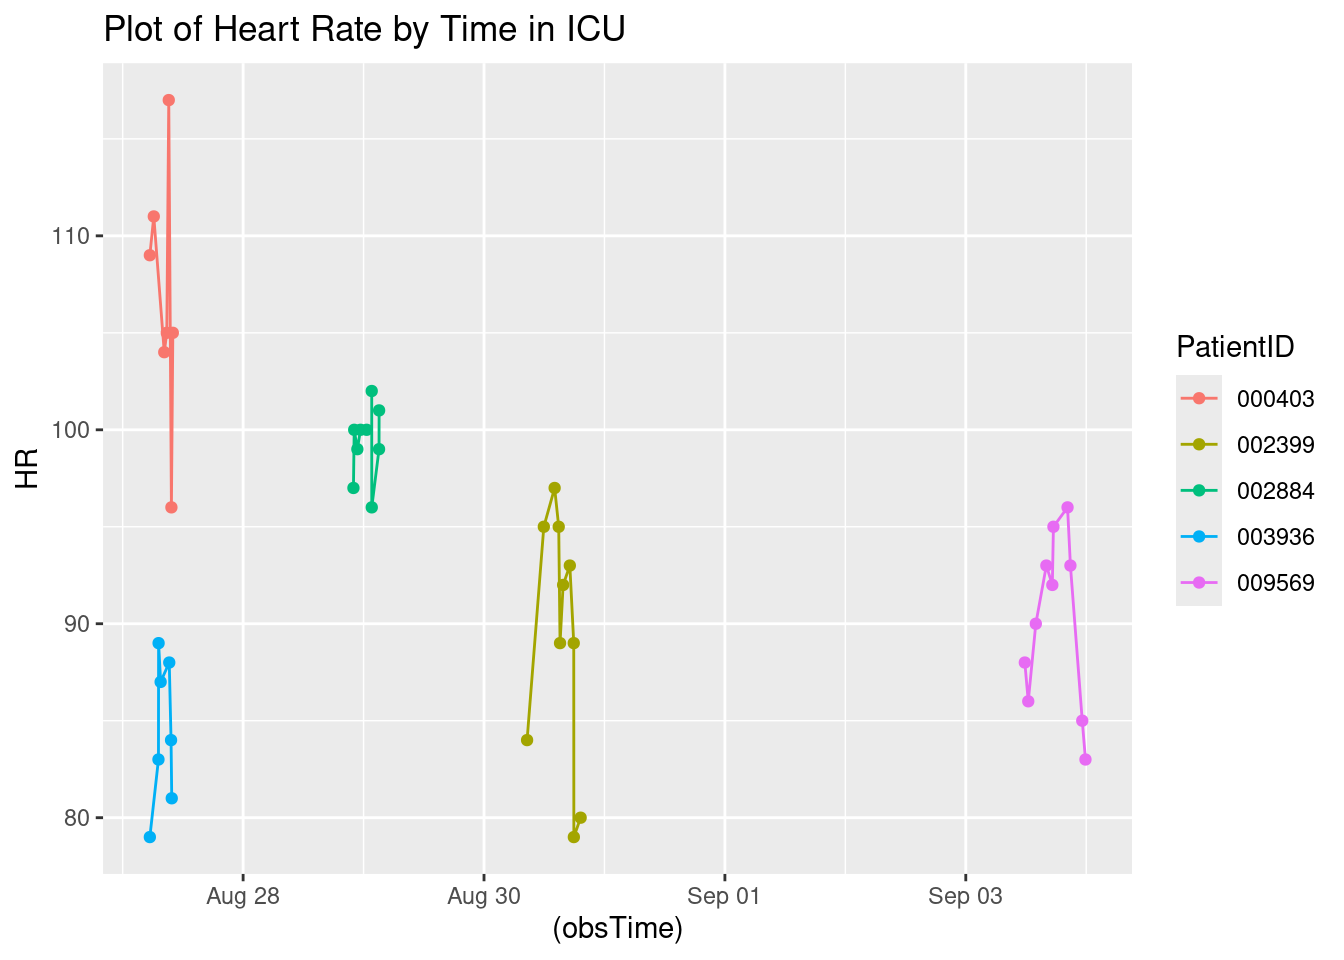 Plot of Heart Rate by Time in ICU
110
100
90
80
HR
Aug 28 Aug 30 Sep 01 Sep 03
(obsTime)
PatientID
000403
002399
002884
003936
009569